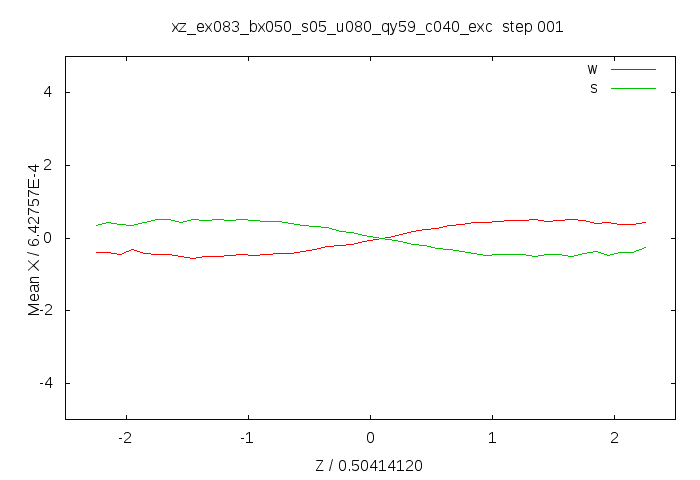 xz_ex083_bx050_s05_u080_qy59_c040_exc step 001
W
S
4
2
0
-2
-4
Mean X / 6.42757E-4
-2
-1
0
1
2
Z / 0.50414120